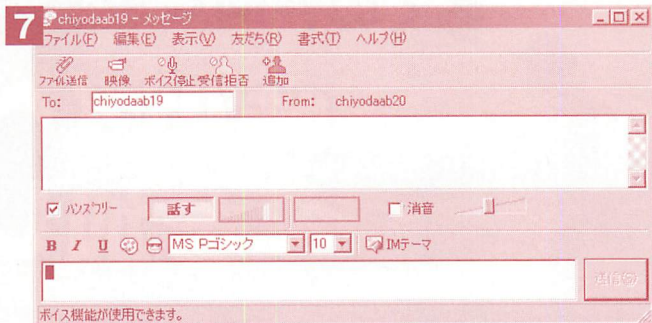 7
chiyodaab19 - メッセージ
ファイル(F) 編集(E) 表示(V) 友だち(R) 書式(T) ヘルプ(H)
ファイル送信 映像 ボイス停止 受信拒否 追加
To: chiyodaab19 From: chiyodaab20
ハンズフリー 話す 消音
B I U MS Pゴシック 10 IMテーマ
送信(S)
ボイス機能が使用できます。